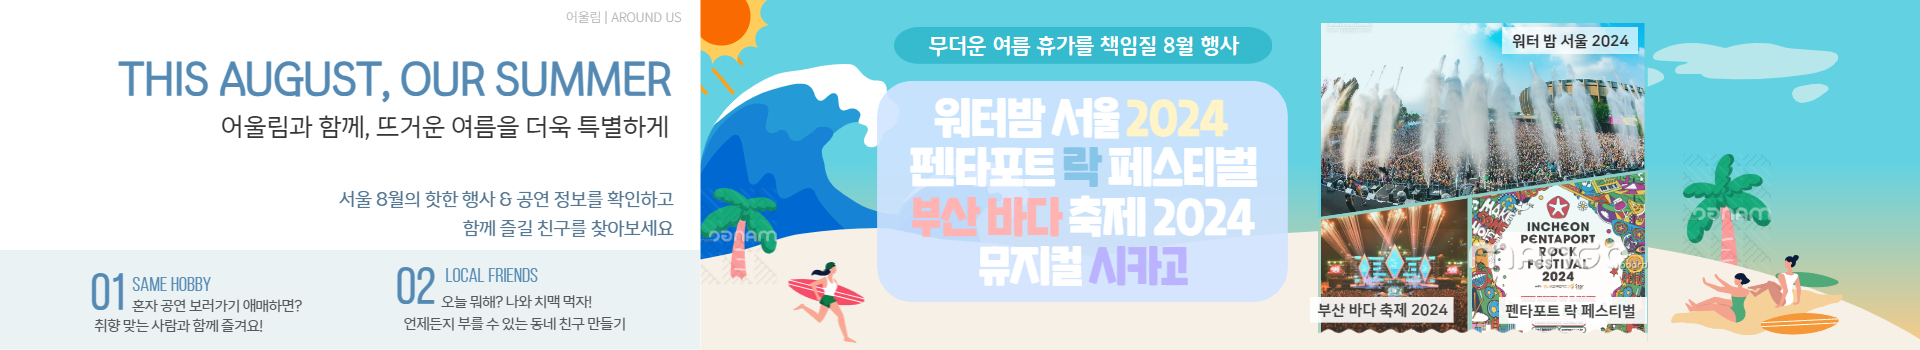 어울림 | AROUND US
THIS AUGUST, OUR SUMMER
어울림과 함께, 뜨거운 여름을 더욱 특별하게
서울 8월의 핫한 행사 & 공연 정보를 확인하고
함께 즐길 친구를 찾아보세요
01 SAME HOBBY
혼자 공연 보러가기 애매하면?
취향 맞는 사람과 함께 즐겨요!
02 LOCAL FRIENDS
오늘 뭐해? 나와 치맥 먹자!
언제든지 부를 수 있는 동네 친구 만들기
무더운 여름 휴가를 책임질 8월 행사
워터밤 서울 2024
펜타포트 락 페스티벌
부산 바다 축제 2024
뮤지컬 시카고
워터 밤 서울 2024
MAKE
NOISE
INCHEON
PENTAPORT
ROCK
FESTIVAL
2024
부산 바다 축제 2024
펜타포트 락 페스티벌